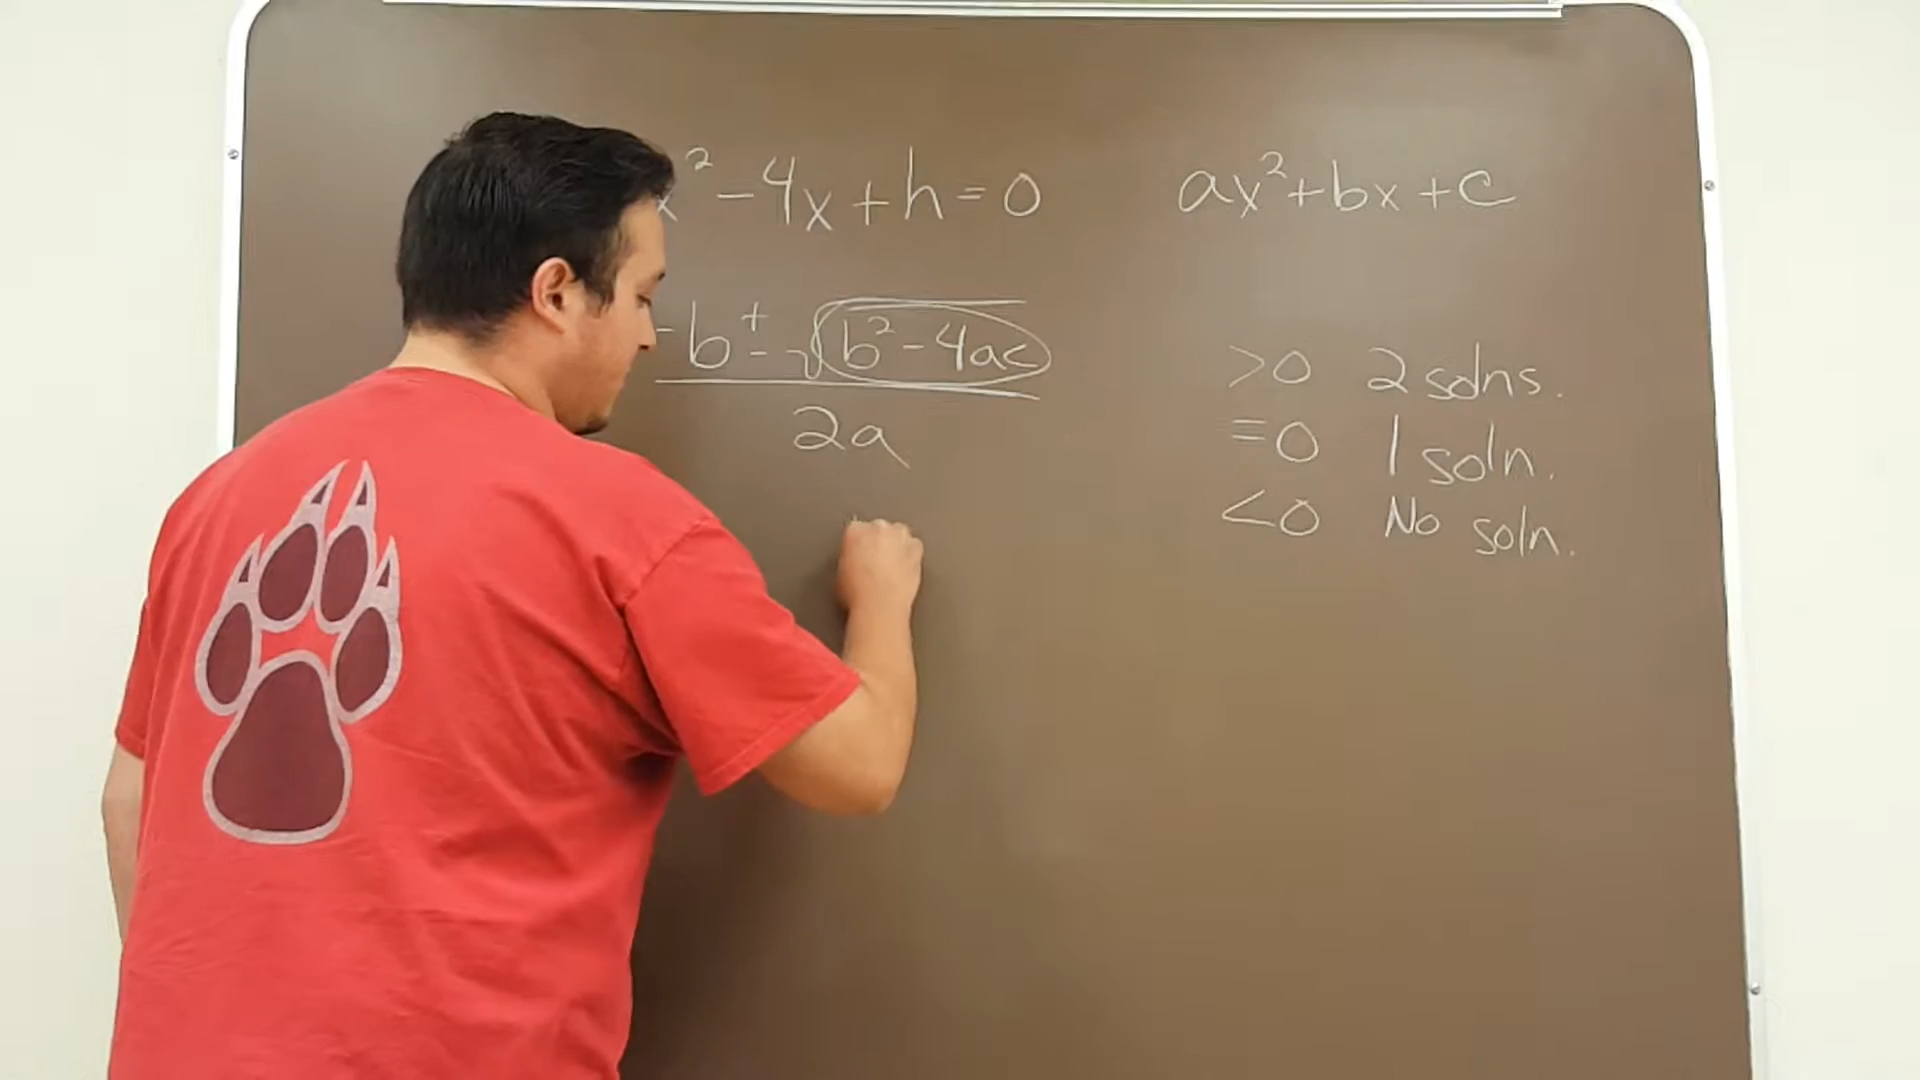 x² - 4x + h = 0
ax² + bx + c
-b ± √b² - 4ac
2a
>0 2 solns.
=0 1 soln.
<0 No soln.